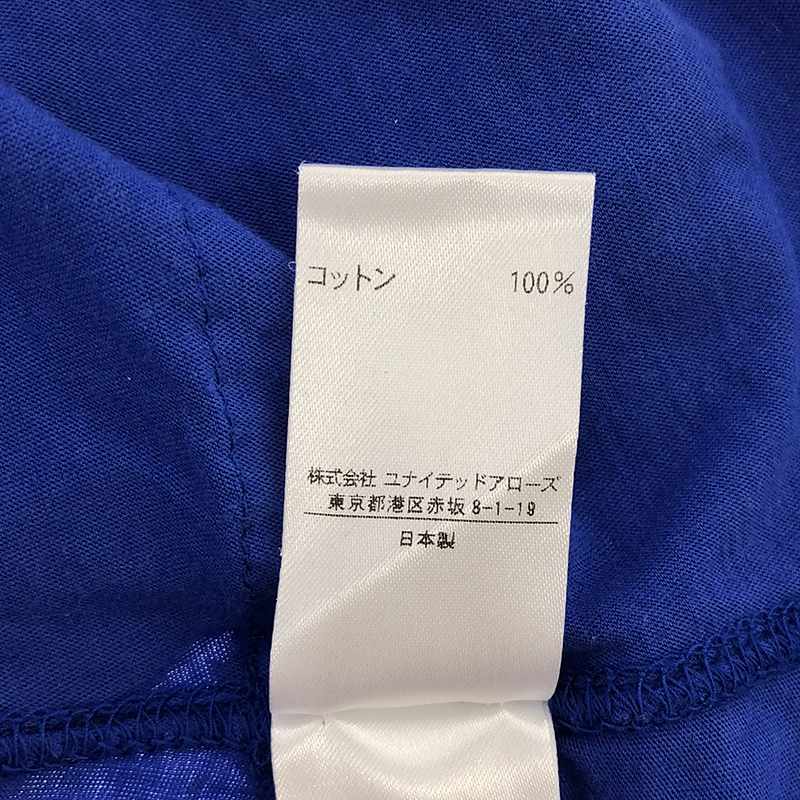 コットン 100%
株式会社 ユナイテッドアローズ
東京都港区赤坂 8-1-19
日本製